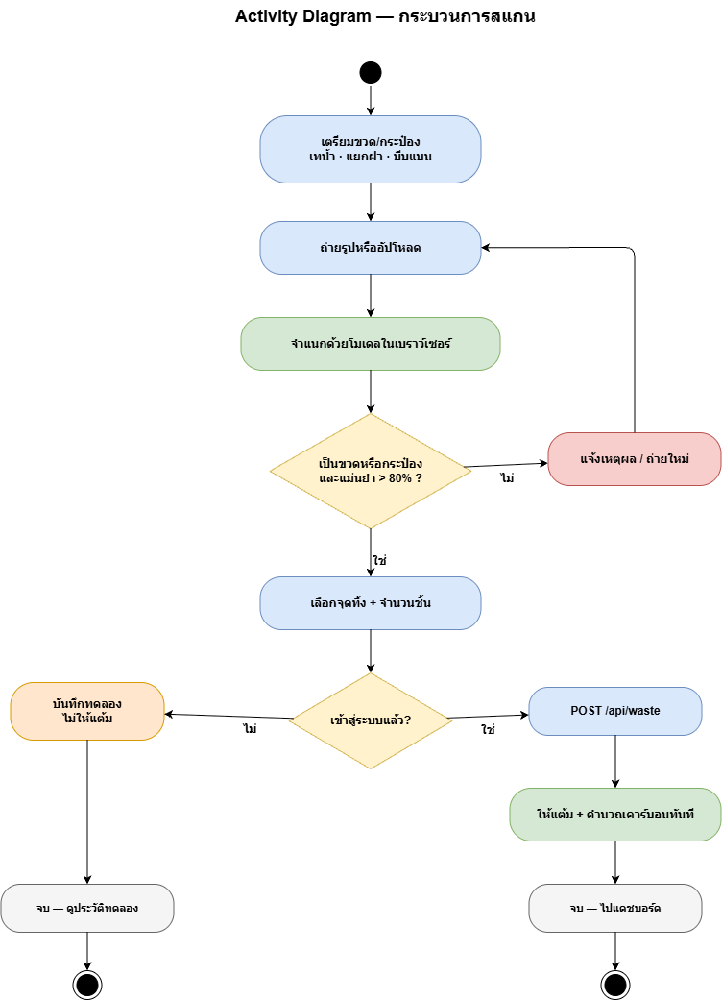 Activity Diagram — กระบวนการสแกน
เตรียมขวด/กระป๋อง
เทน้ำ · แยกฝา · บีบแบน
ถ่ายรูปหรืออัปโหลด
จำแนกด้วยโมเดลในเบราว์เซอร์
เป็นขวดหรือกระป๋อง
และแม่นยำ > 80% ?
แจ้งเหตุผล / ถ่ายใหม่
ไม่
ใช่
เลือกจุดทิ้ง + จำนวนชิ้น
บันทึกทดลอง
ไม่ให้แต้ม
เข้าสู่ระบบแล้ว?
POST /api/waste
ไม่
ใช่
ให้แต้ม + คำนวณคาร์บอนทันที
จบ — ดูประวัติทดลอง
จบ — ไปแดชบอร์ด